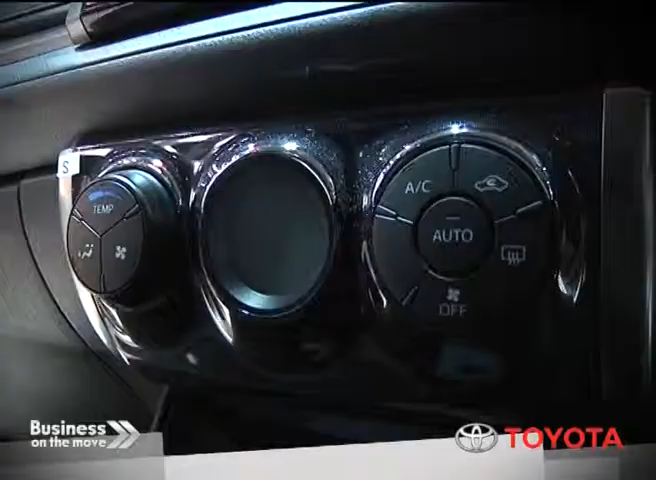 S
TEMP
A/C
AUTO
OFF
Business
on the move
TOYOTA